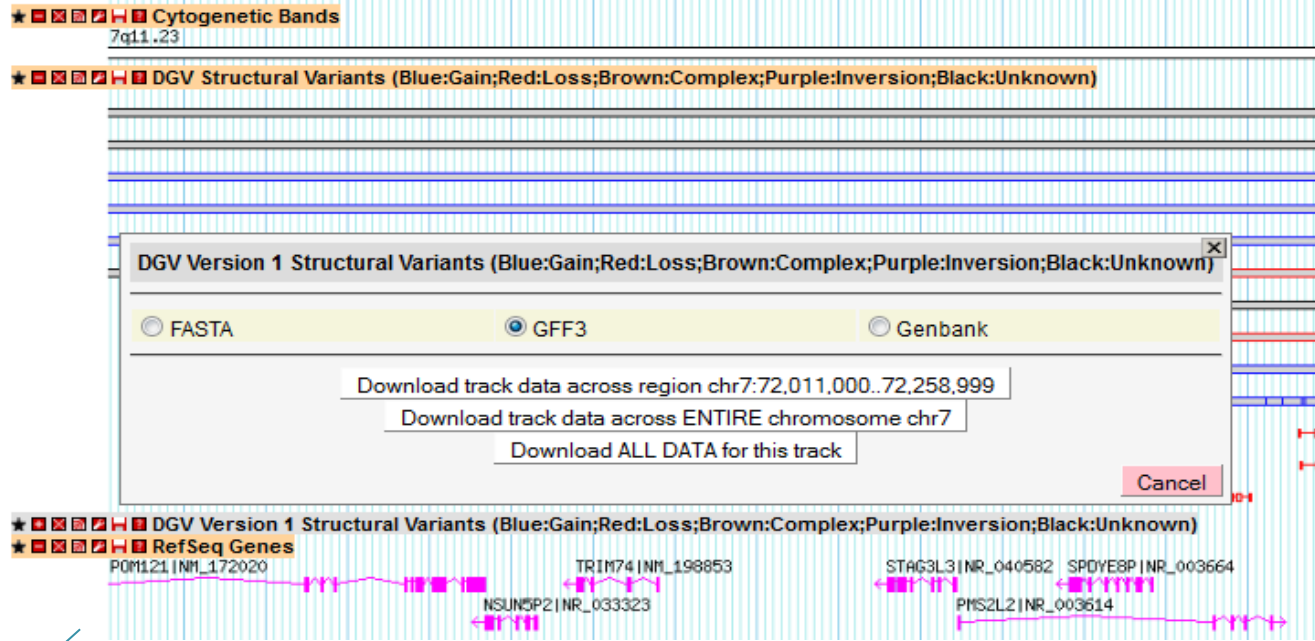 Cytogenetic Bands
7q11.23
DGV Structural Variants (Blue:Gain;Red:Loss;Brown:Complex;Purple:Inversion;Black:Unknown)
DGV Version 1 Structural Variants (Blue:Gain;Red:Loss;Brown:Complex;Purple:Inversion;Black:Unknown)
FASTA GFF3 Genbank
Download track data across region chr7:72,011,000..72,258,999
Download track data across ENTIRE chromosome chr7
Download ALL DATA for this track
Cancel
DGV Version 1 Structural Variants (Blue:Gain;Red:Loss;Brown:Complex;Purple:Inversion;Black:Unknown)
RefSeq Genes
POM121|NM_172020 TRIM74|NM_198853 STAG3L3|NR_040582 SPDYE8P|NR_003664
NSUN5P2|NR_033323 PMS2L2|NR_003614